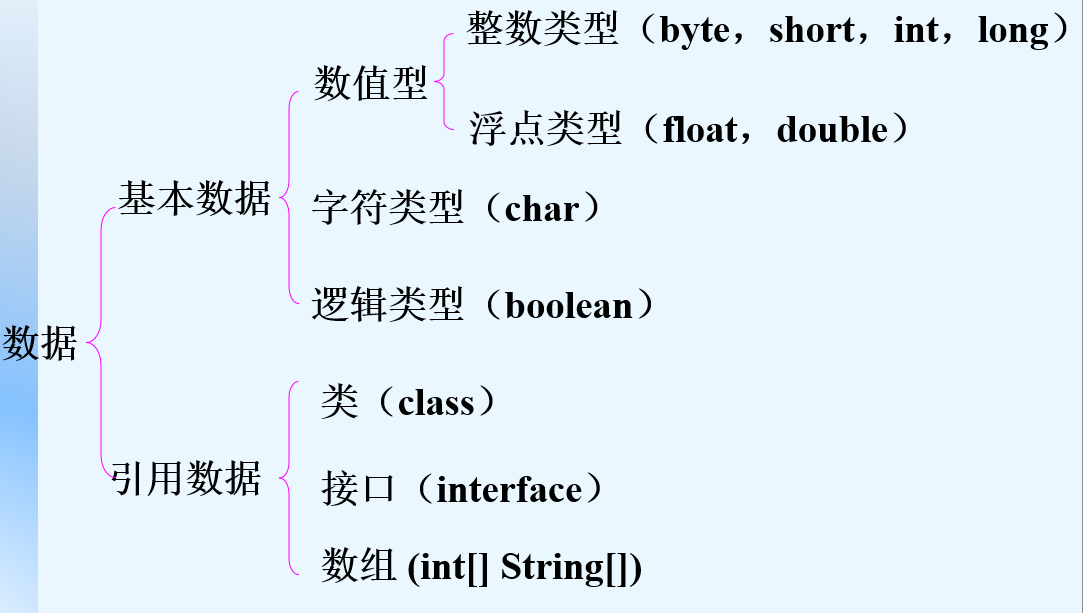 整数类型（byte，short，int，long）
数值型
浮点类型（float，double）
基本数据
字符类型（char）
逻辑类型（boolean）
数据
类（class）
引用数据
接口（interface）
数组 (int[] String[])